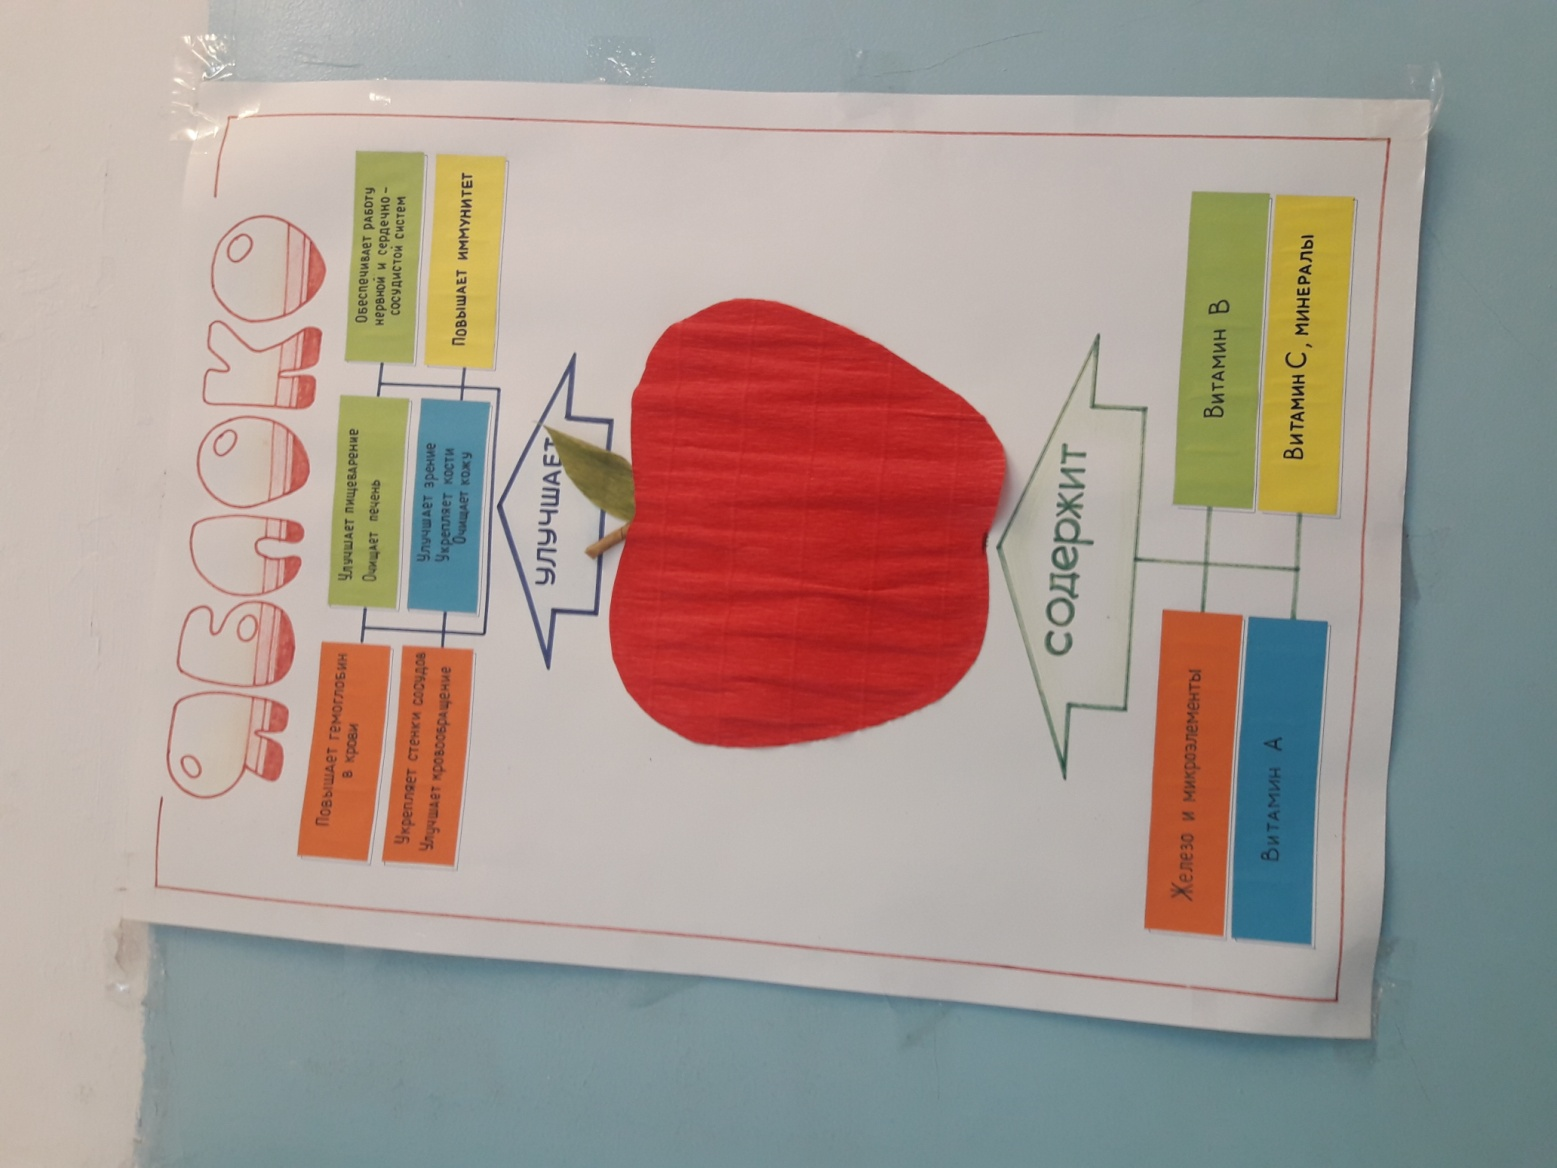 ЯБЛОКО
Повышает гемоглобин
в крови
Укрепляет стенки сосудов
Улучшает кровообращение
Улучшает пищеварение
Очищает печень
Улучшает зрение
Укрепляет кости
Очищает кожу
Обеспечивает работу
нервной и сердечно-
сосудистой систем
Повышает иммунитет
УЛУЧШАЕТ
СОДЕРЖИТ
Железо и микроэлементы
Витамин А
Витамин В
Витамин С, минералы